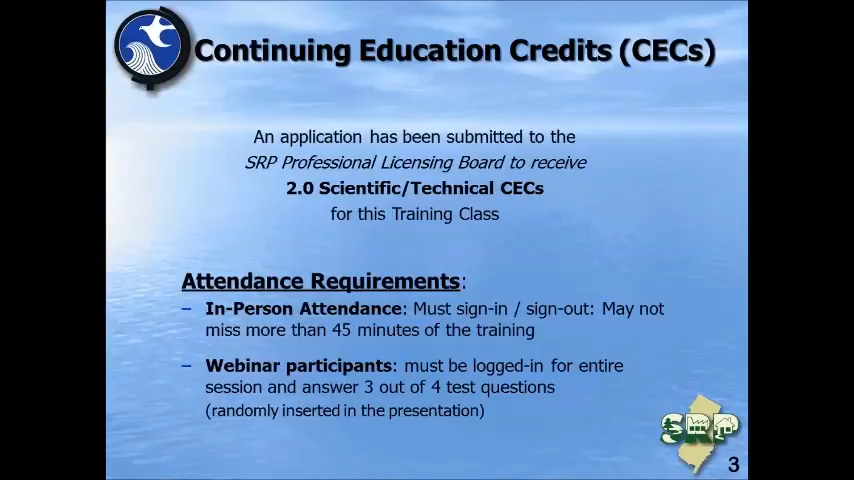 Continuing Education Credits (CECs)
An application has been submitted to the
SRP Professional Licensing Board to receive
2.0 Scientific/Technical CECs
for this Training Class
Attendance Requirements:
– In-Person Attendance: Must sign-in / sign-out: May not
miss more than 45 minutes of the training
– Webinar participants: must be logged-in for entire
session and answer 3 out of 4 test questions
(randomly inserted in the presentation)
SRP
3